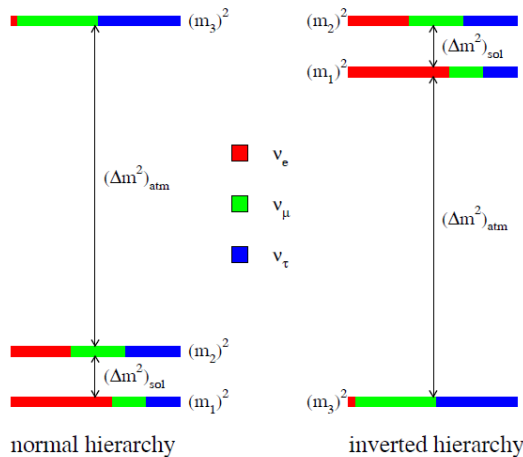 (m₃)²
(m₂)²
(Δm²)sol
(m₁)²
νe
(Δm²)atm
νμ
(Δm²)atm
ντ
(m₂)²
(Δm²)sol
(m₁)²
(m₃)²
normal hierarchy
inverted hierarchy